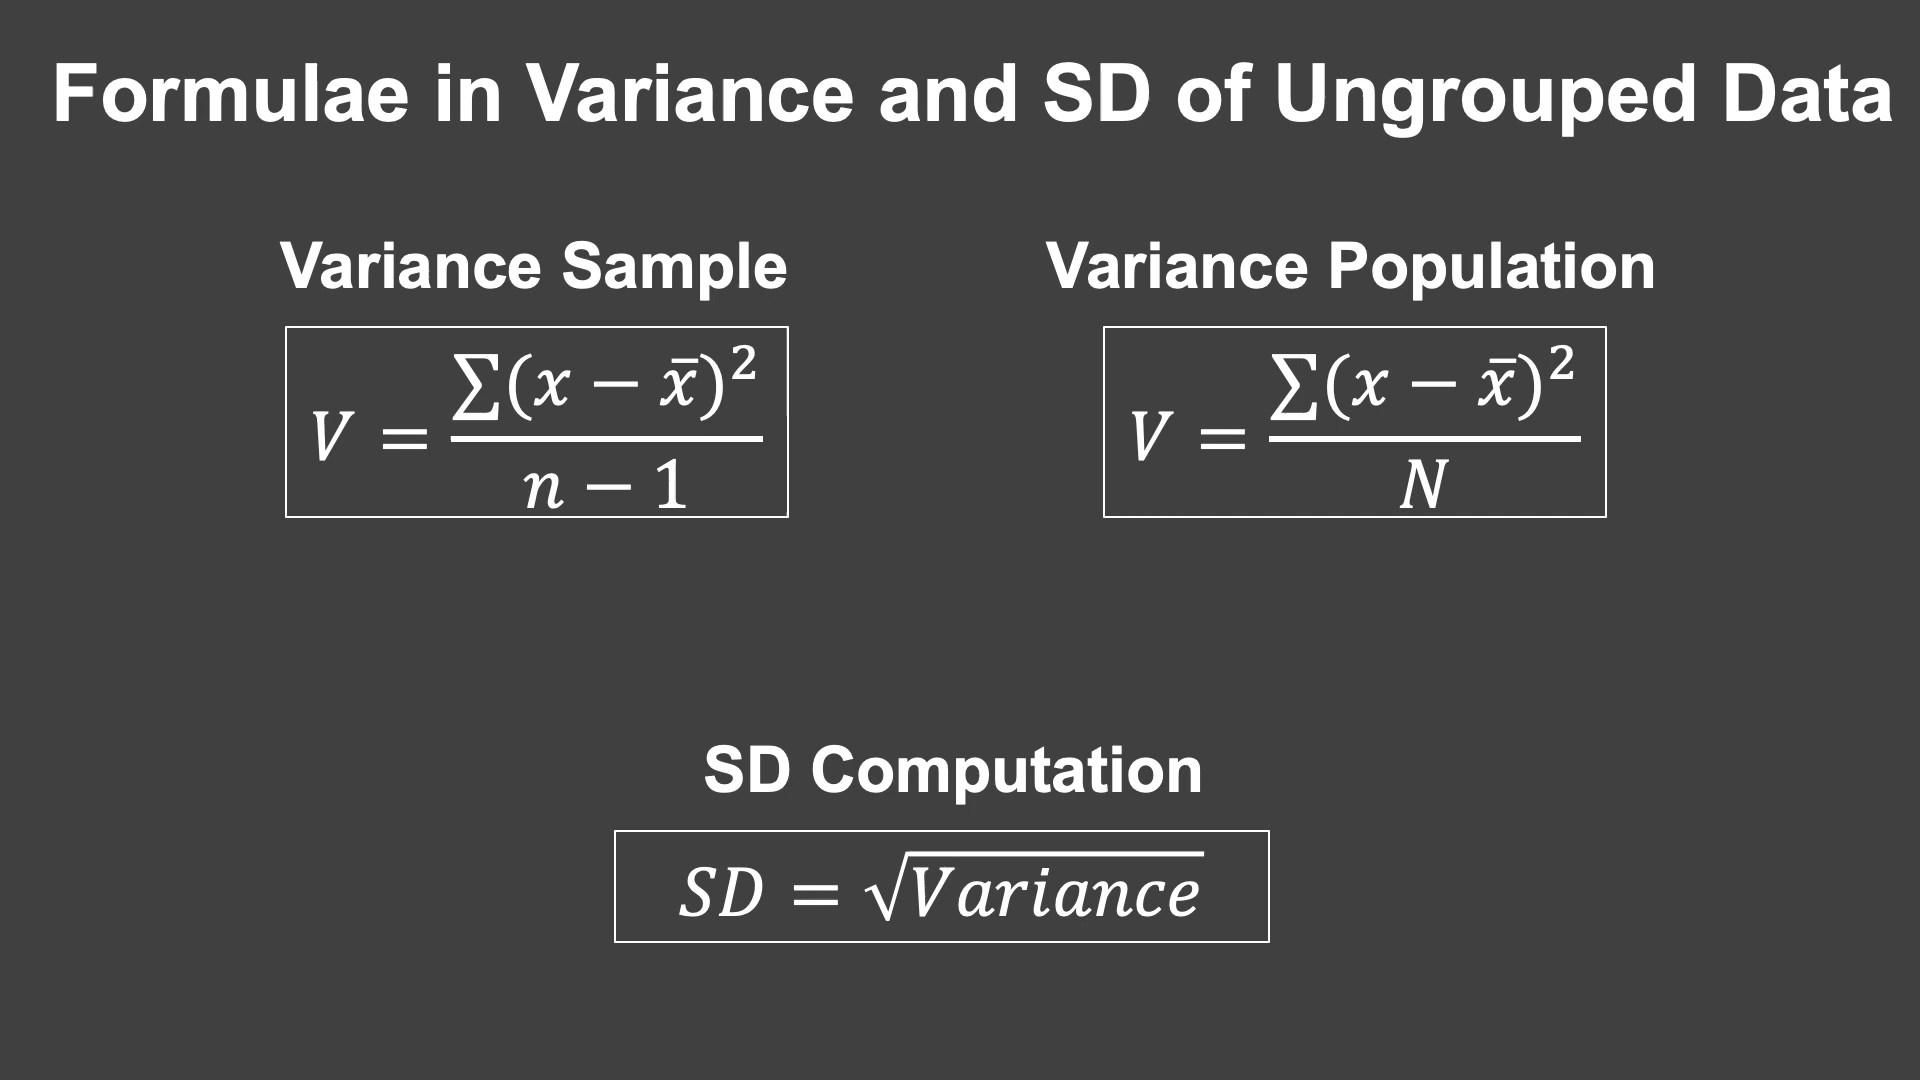 Formulae in Variance and SD of Ungrouped Data
Variance Sample
V = ∑(x − x̄)² / n − 1
Variance Population
V = ∑(x − x̄)² / N
SD Computation
SD = √Variance